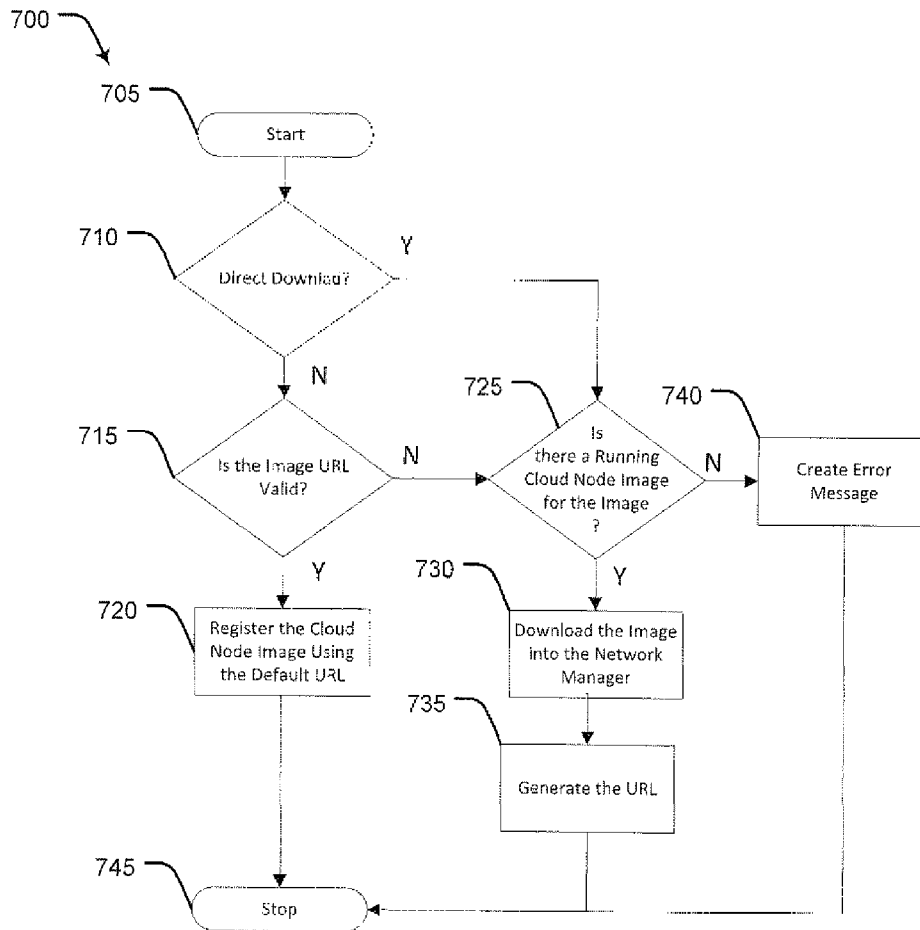 700
705
Start
710
Y
Direct Downlad?
N
725
740
715
Is the Image URL
Valid?
N
Is
there a Running
Cloud Node Image
for the Image
?
N
Create Error
Message
Y
Y
720
Register the Cloud
Node Image Using
the Default URL
730
Download the Image
into the Network
Manager
735
Generate the URL
745
Stop